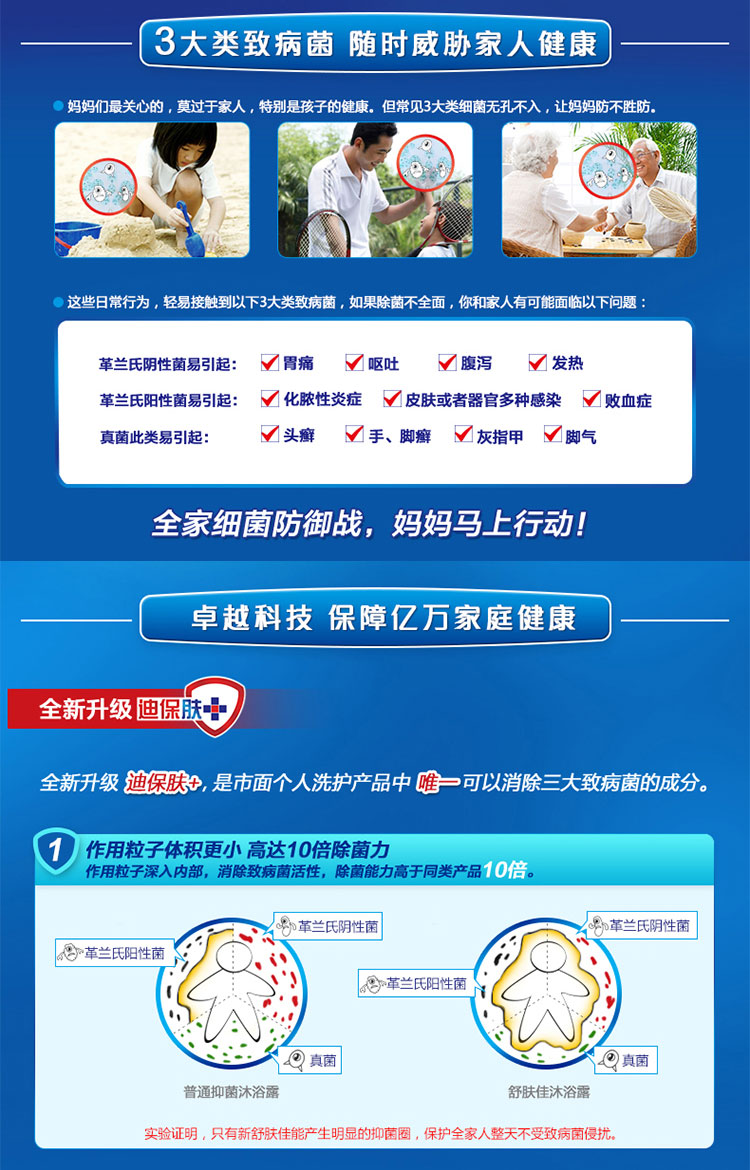 3大类致病菌 随时威胁家人健康
妈妈们最关心的，莫过于家人，特别是孩子的健康。但常见3大类细菌无孔不入，让妈妈防不胜防。
这些日常行为，轻易接触到以下3大类致病菌，如果除菌不全面，你和家人有可能面临以下问题：
革兰氏阴性菌易引起： 胃痛 呕吐 腹泻 发热
革兰氏阳性菌易引起： 化脓性炎症 皮肤或者器官多种感染 败血症
真菌此类易引起： 头癣 手、脚癣 灰指甲 脚气
全家细菌防御战，妈妈马上行动！
卓越科技 保障亿万家庭健康
全新升级 迪保肤+
全新升级 迪保肤+，是市面个人洗护产品中 唯一 可以消除三大致病菌的成分。
1 作用粒子体积更小 高达10倍除菌力
作用粒子深入内部，消除致病菌活性，除菌能力高于同类产品10倍。
革兰氏阴性菌
革兰氏阳性菌
真菌
普通抑菌沐浴露
革兰氏阴性菌
革兰氏阳性菌
真菌
舒肤佳沐浴露
实验证明，只有新舒肤佳能产生明显的抑菌圈，保护全家人整天不受致病菌侵扰。